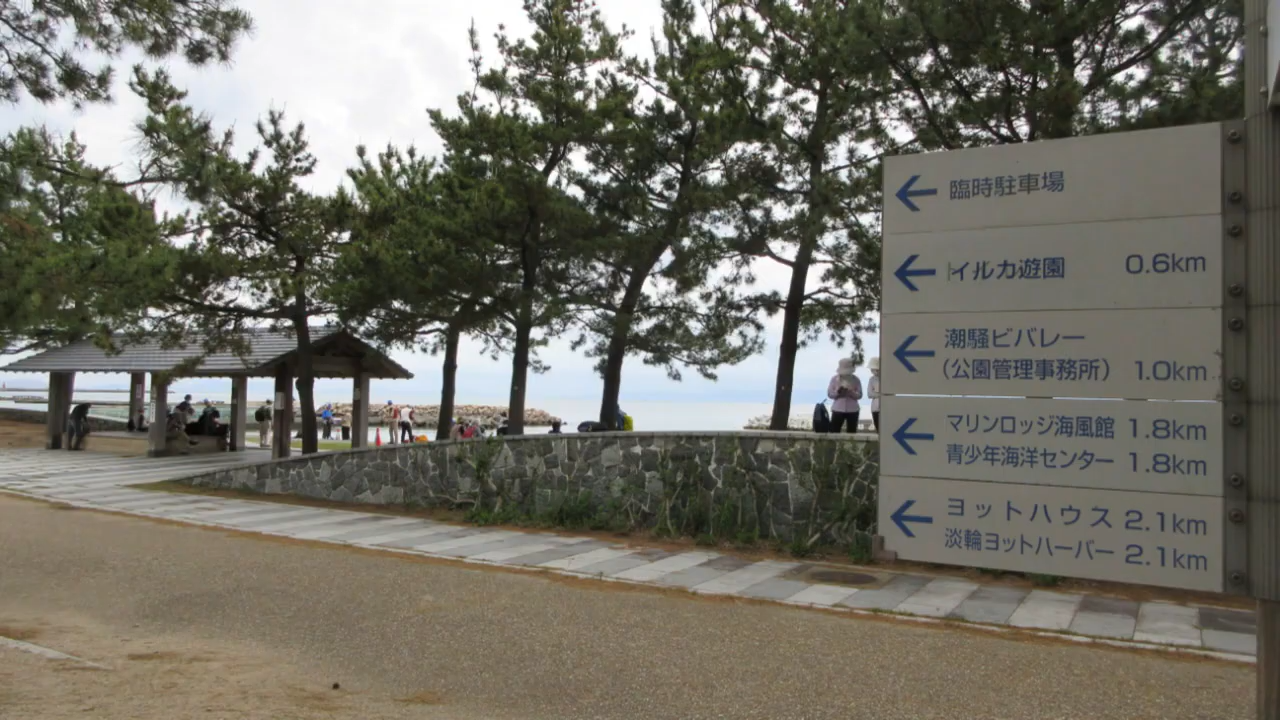 ← 臨時駐車場
← イルカ遊園 0.6km
← 潮騒ビバレー
(公園管理事務所) 1.0km
← マリンロッジ海風館 1.8km
青少年海洋センター 1.8km
← ヨットハウス 2.1km
淡輪ヨットハーバー 2.1km